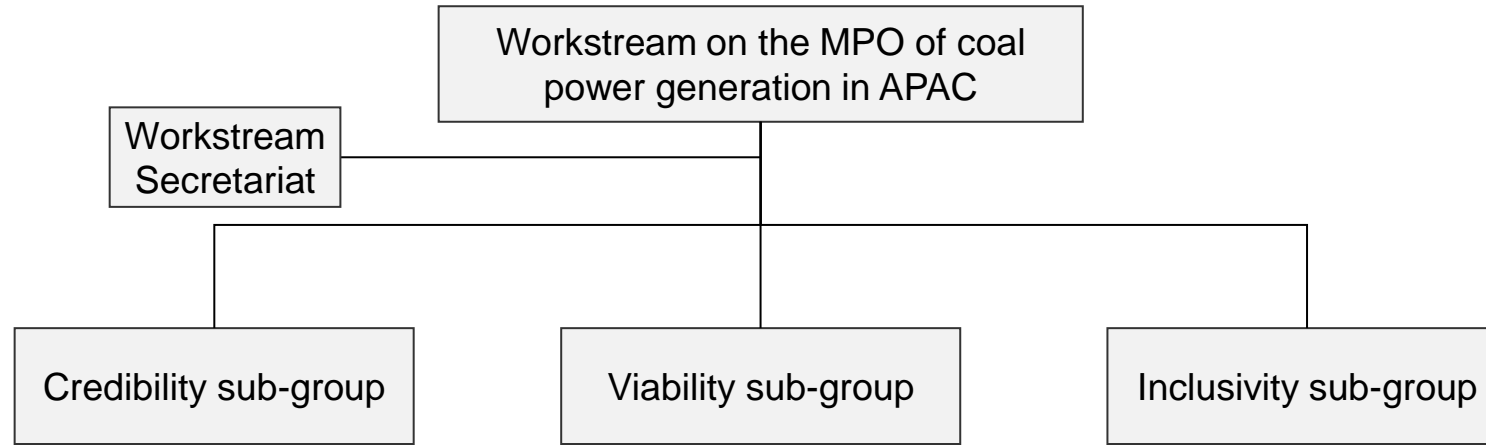 Workstream on the MPO of coal
power generation in APAC
Workstream
Secretariat
Credibility sub-group
Viability sub-group
Inclusivity sub-group